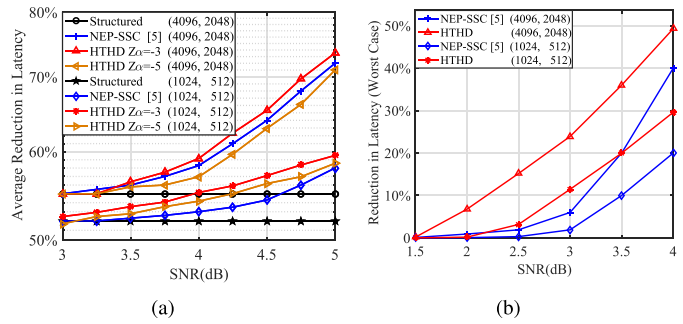 80%
70%
60%
50%
Average Reduction in Latency
Structured (4096, 2048)
NEP-SSC [5] (4096, 2048)
HTHD Zα=-3 (4096, 2048)
HTHD Zα=-5 (4096, 2048)
Structured (1024, 512)
NEP-SSC [5] (1024, 512)
HTHD Zα=-3 (1024, 512)
HTHD Zα=-5 (1024, 512)
3 3.5 4 4.5 5
SNR(dB)
(a)
50%
40%
30%
20%
10%
0
Reduction in Latency (Worst Case)
NEP-SSC [5] (4096, 2048)
HTHD (4096, 2048)
NEP-SSC [5] (1024, 512)
HTHD (1024, 512)
1.5 2 2.5 3 3.5 4
SNR(dB)
(b)